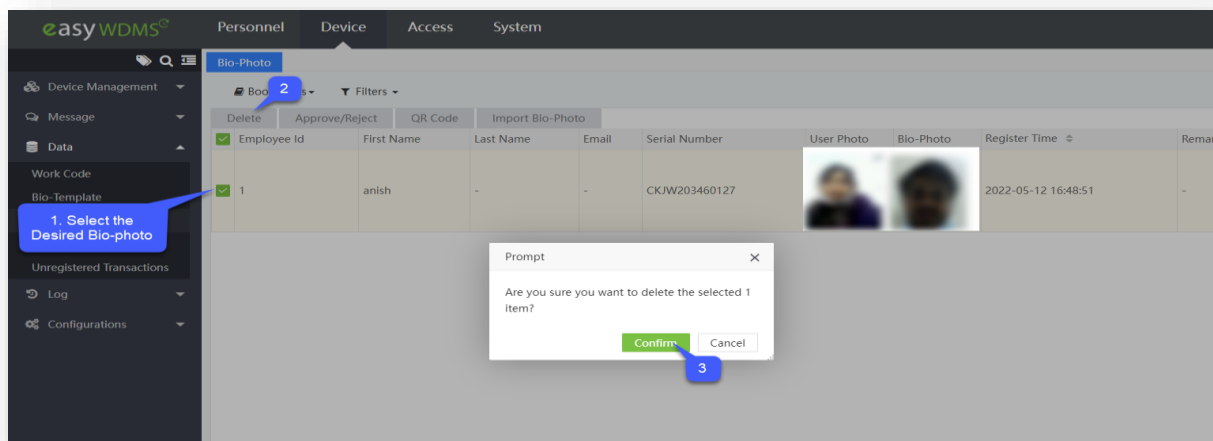 easy WDMS
Personnel Device Access System
Bio-Photo
Device Management
Message
Data
Work Code
Bio-Template
Unregistered Transactions
Log
Configurations
2
Filters
Delete Approve/Reject QR Code Import Bio-Photo
Employee Id First Name Last Name Email Serial Number User Photo Bio-Photo Register Time
1 anish - - CKJW203460127 2022-05-12 16:48:51 -
1. Select the
Desired Bio-photo
Prompt
Are you sure you want to delete the selected 1
item?
Confirm Cancel
3